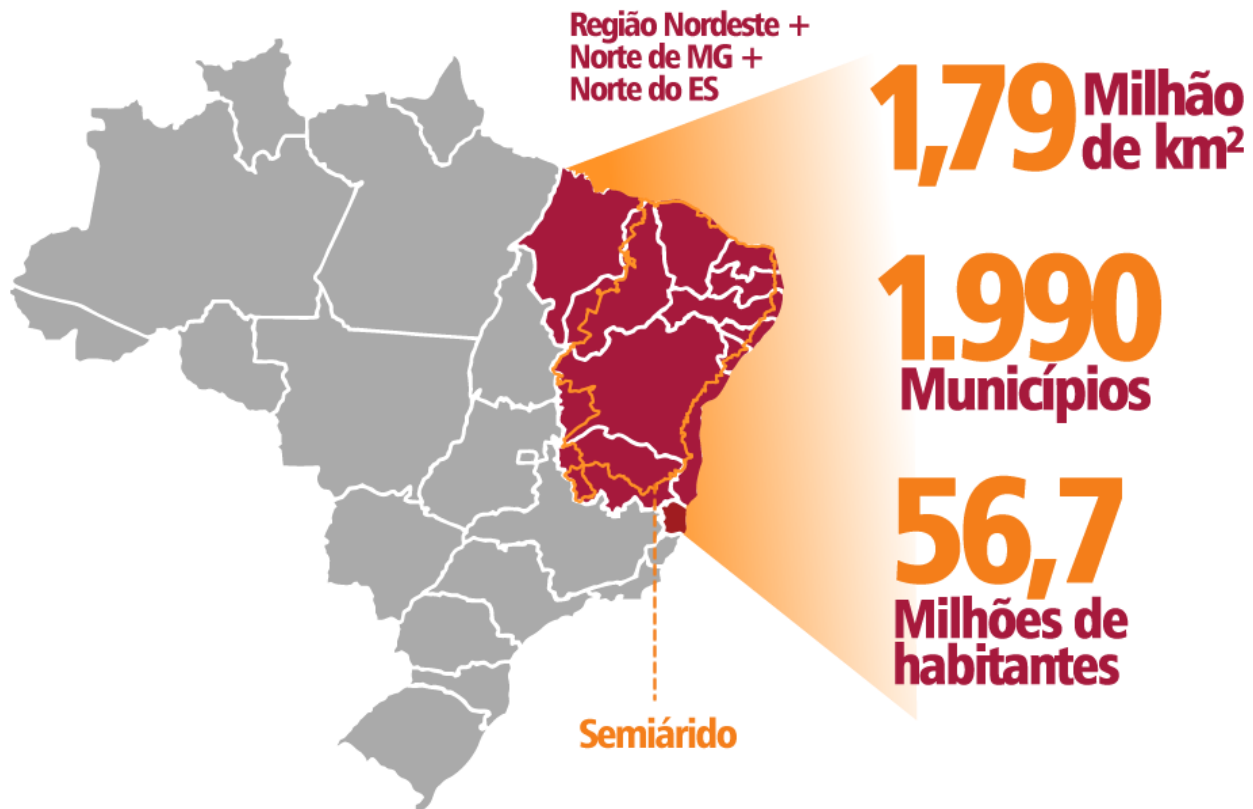 Região Nordeste +
Norte de MG +
Norte do ES
1,79 Milhão
de km²
1.990
Municípios
56,7
Milhões de
habitantes
Semiárido